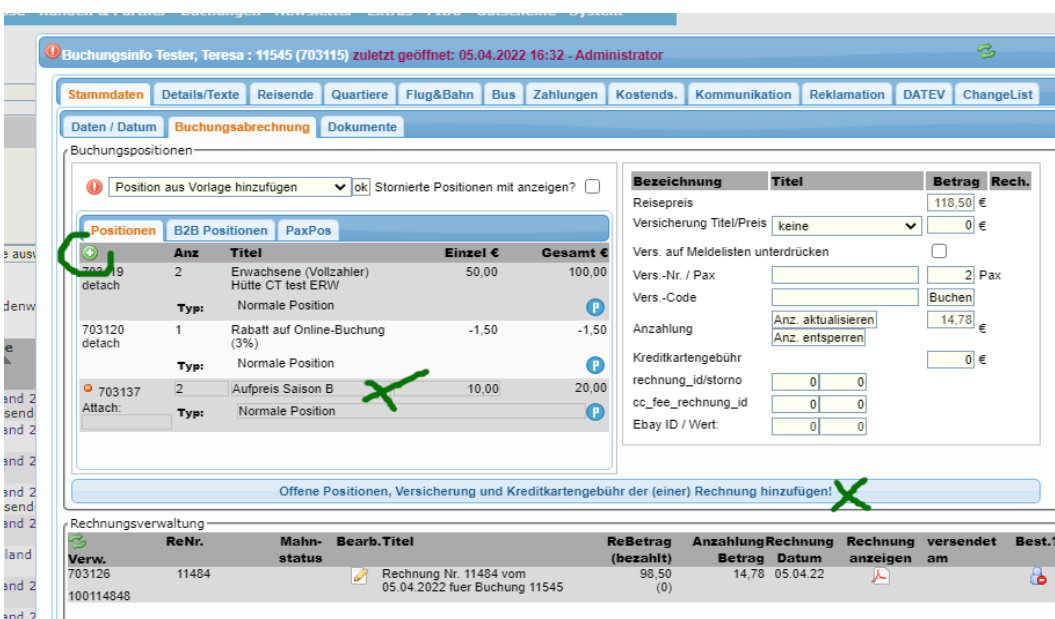 Kunden & Partner Buchungen Newsletter Extras Gutscheine System
Buchungsinfo Tester, Teresa : 11545 (703115) zuletzt geöffnet: 05.04.2022 16:32 - Administrator
Stammdaten Details/Texte Reisende Quartiere Flug&Bahn Bus Zahlungen Kostends. Kommunikation Reklamation DATEV ChangeList
Daten / Datum Buchungsabrechnung Dokumente
Buchungspositionen
Position aus Vorlage hinzufügen ok Stornierte Positionen mit anzeigen?
Positionen B2B Positionen PaxPos
Anz Titel Einzel € Gesamt €
703119 2 Erwachsene (Vollzahler) 50,00 100,00
detach Hütte CT test ERW
Typ: Normale Position P
703120 1 Rabatt auf Online-Buchung -1,50 -1,50
detach (3%)
Typ: Normale Position P
703137 2 Aufpreis Saison B 10,00 20,00
Attach: Typ: Normale Position P
Bezeichnung Titel Betrag Rech.
Reisepreis 118,50 €
Versicherung Titel/Preis keine 0 €
Vers. auf Meldelisten unterdrücken
Vers.-Nr. / Pax 2 Pax
Vers.-Code Buchen
Anzahlung Anz. aktualisieren 14,78 €
Anz. entsperren
Kreditkartengebühr 0 €
rechnung_id/storno 0 0
cc_fee_rechnung_id 0 0
Ebay ID / Wert: 0 0
Offene Positionen, Versicherung und Kreditkartengebühr der (einer) Rechnung hinzufügen!
Rechnungsverwaltung
Verw. ReNr. Mahn- Bearb. Titel ReBetrag Anzahlung Rechnung Rechnung versendet Best.?
status (bezahlt) Betrag Datum anzeigen am
703126 11484 Rechnung Nr. 11484 vom 98,50 14,78 05.04.22
100114848 05.04.2022 fuer Buchung 11545 (0)